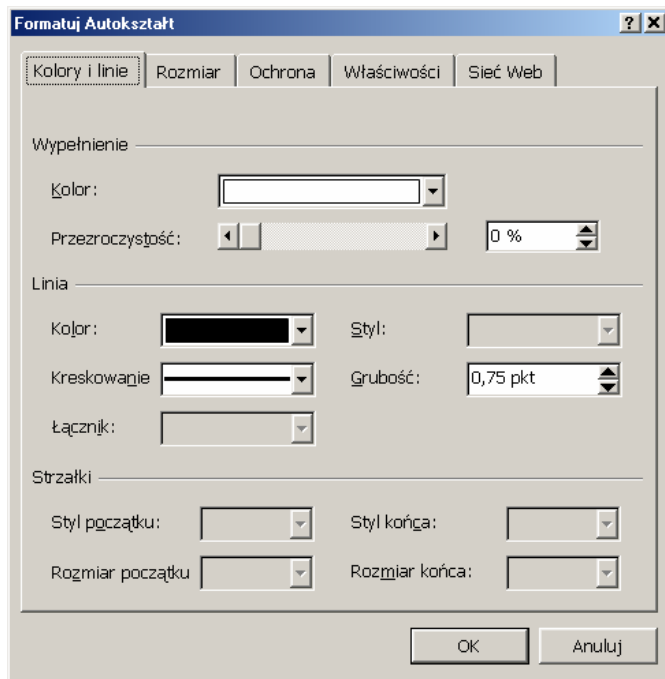 Formatuj Autokształt
Kolory i linie Rozmiar Ochrona Właściwości Sieć Web
Wypełnienie
Kolor:
Przezroczystość: 0 %
Linia
Kolor: Styl:
Kreskowanie Grubość: 0,75 pkt
Łącznik:
Strzałki
Styl początku: Styl końca:
Rozmiar początku Rozmiar końca:
OK Anuluj